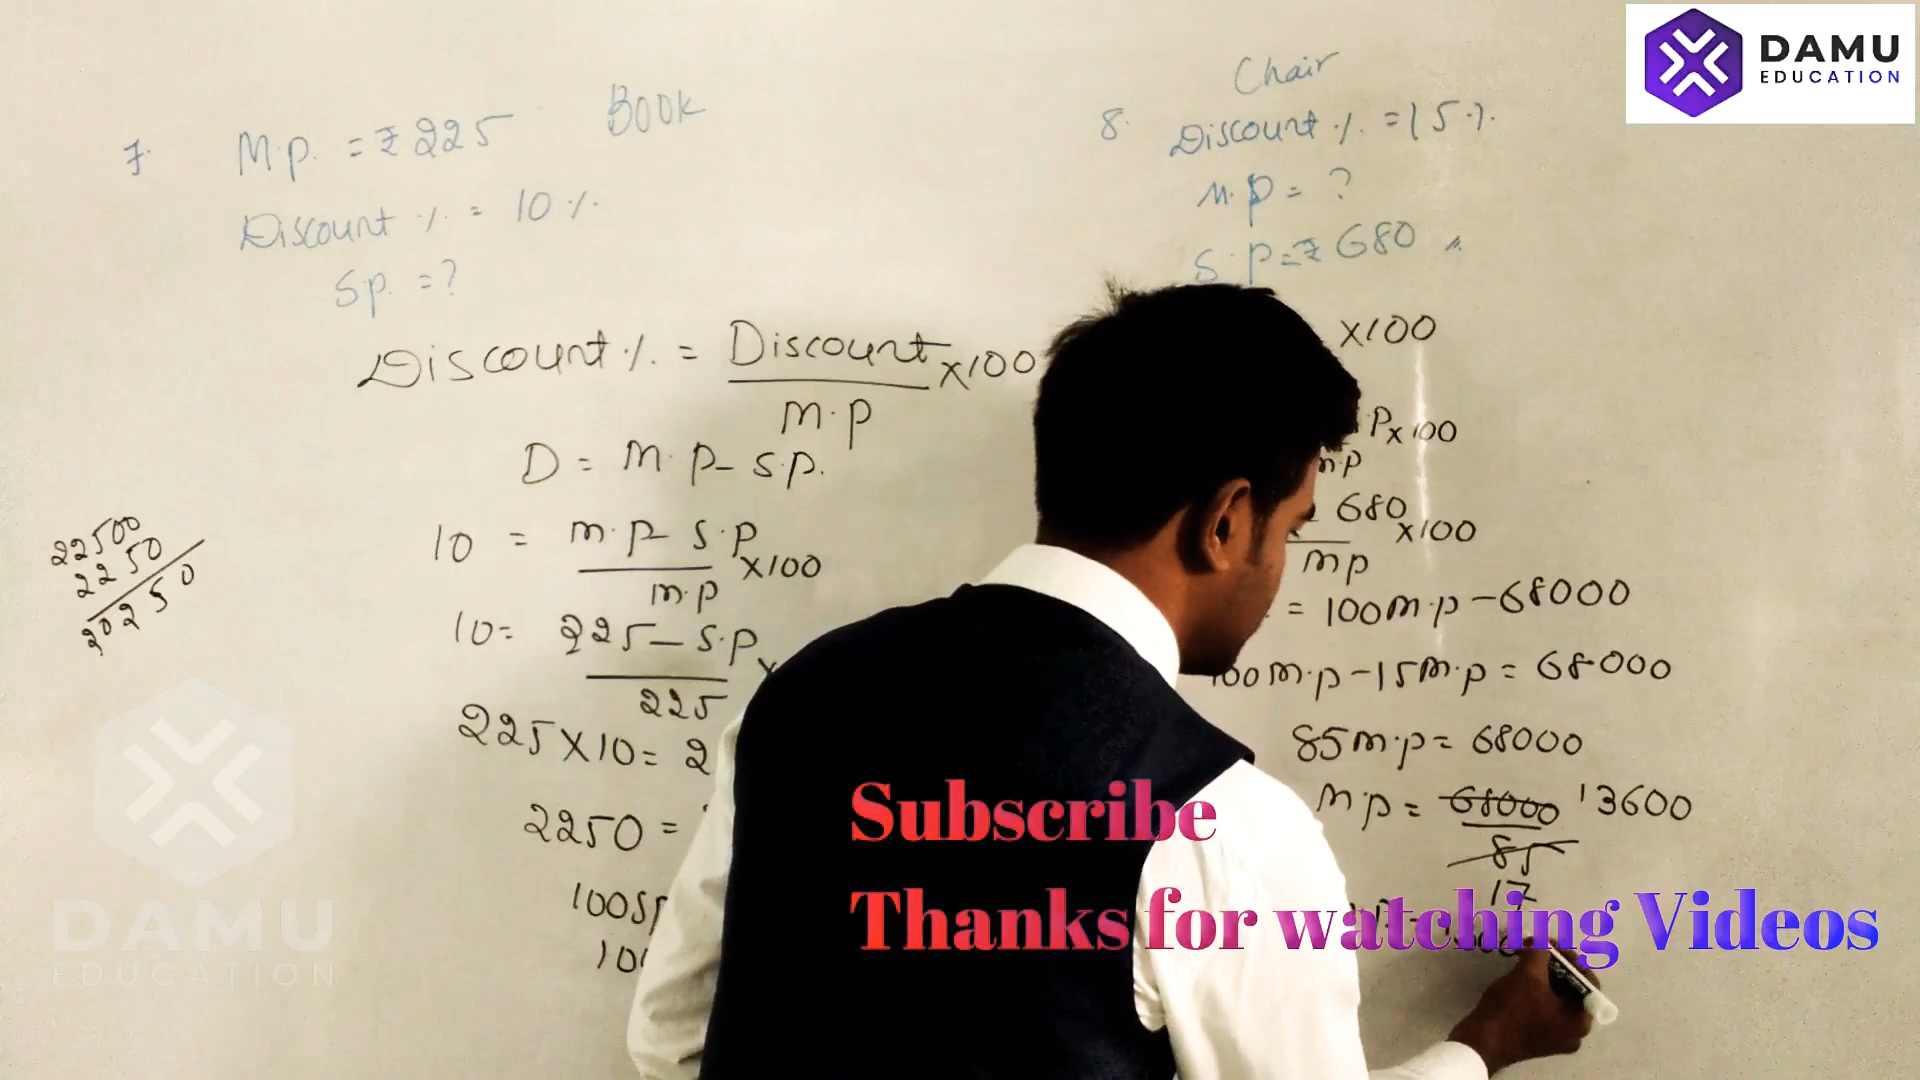 DAMU
EDUCATION
7. M.p. = ₹ 225 Book
Discount % = 10 %.
S.p. = ?
Discount % = Discount ×100
m.p
D = m.p - s.p.
10 = m.p - s.p ×100
m.p
10 = 225 - s.p ×
225
225 × 10 = 2
2250 =
100SP
10
22500
2250
20250
Chair
8. Discount % = 15 %.
M.p = ?
S.p = ₹ 680
×100
.P × 100
m.p
680 ×100
mp
= 100m.p - 68000
100m.p - 15m.p = 68000
85m.p = 68000
m.p = 68000 13600
85
17
Subscribe
Thanks for watching Videos
DAMU
EDUCATION